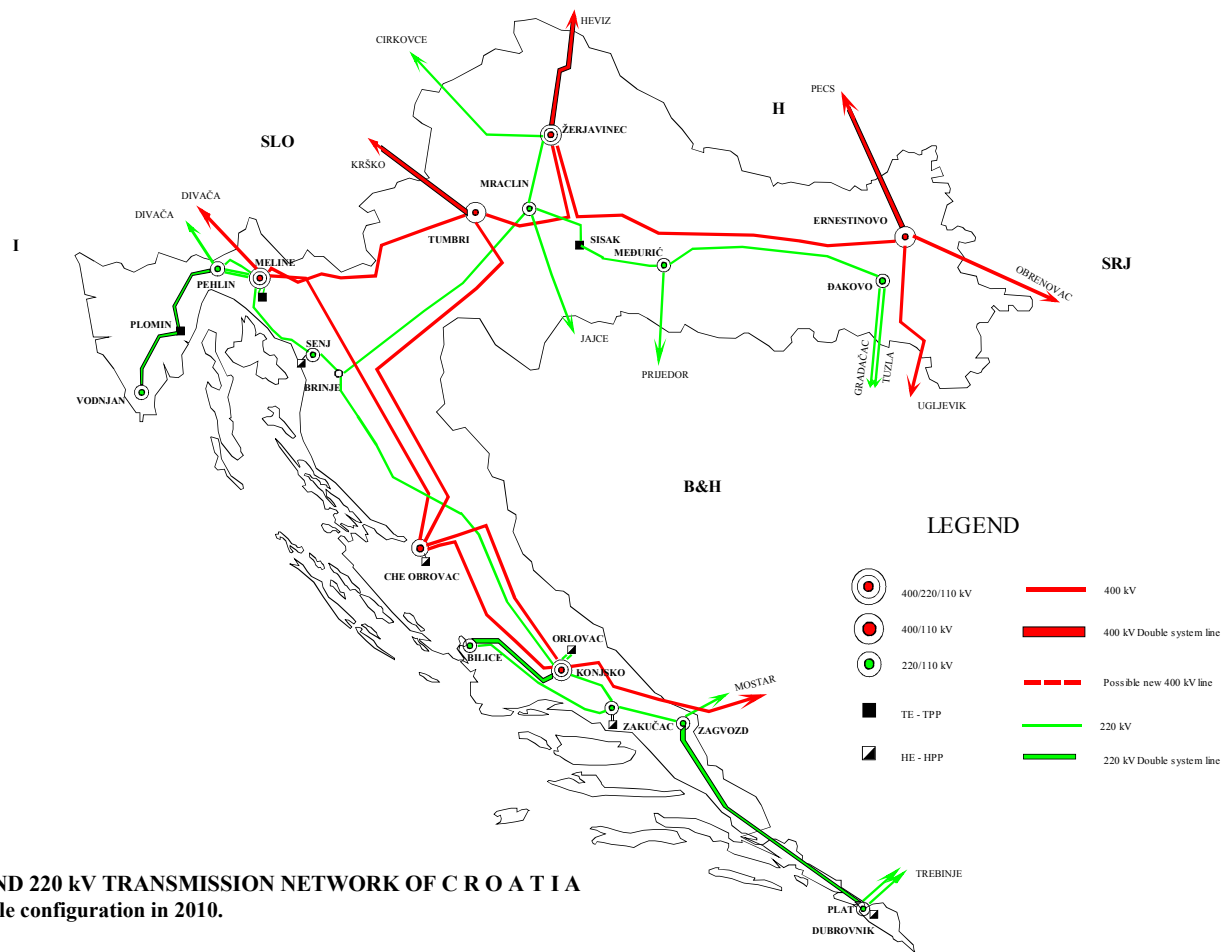 HEVIZ
CIRKOVCE
PECS
H
ŽERJAVINEC
SLO
KRŠKO
MRACLIN
DIVAČA
DIVAČA
ERNESTINOVO
I
TUMBRI
SISAK
MEĐURIĆ
SRJ
MELINE
PEHLIN
ĐAKOVO
OBRENOVAC
PLOMIN
SENJ
JAJCE
PRIJEDOR
GRADAČAC
TUZLA
BRINJE
VODNJAN
UGLJEVIK
B&H
LEGEND
CHE OBROVAC
400/220/110 kV
400 kV
400/110 kV
400 kV Double system line
ORLOVAC
BILICE
KONJSKO
220/110 kV
MOSTAR
Possible new 400 kV line
TE - TPP
220 kV
ZAKUČAC
ZAGVOZD
HE - HPP
220 kV Double system line
TREBINJE
ND 220 kV TRANSMISSION NETWORK OF C R O A T I A
le configuration in 2010.
PLAT
DUBROVNIK